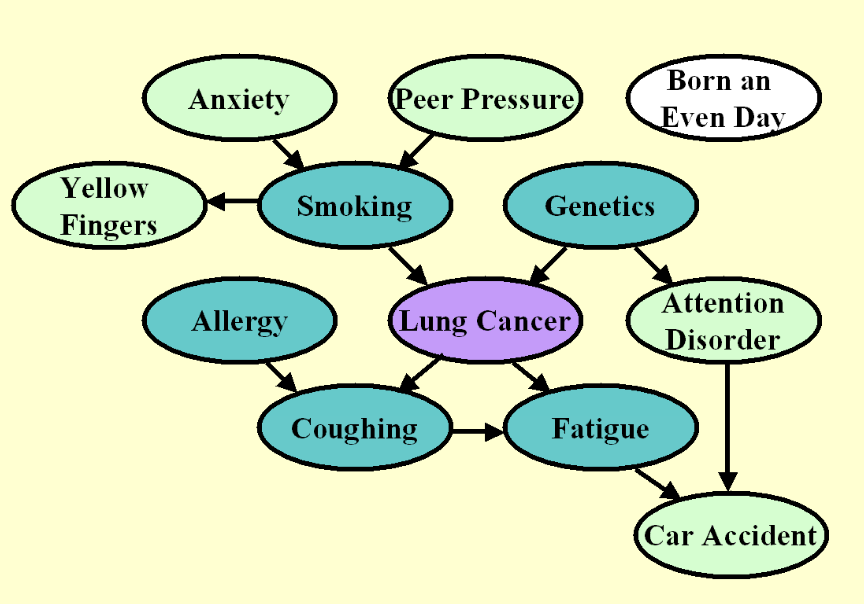 Anxiety
Peer Pressure
Born an
Even Day
Yellow
Fingers
Smoking
Genetics
Allergy
Lung Cancer
Attention
Disorder
Coughing
Fatigue
Car Accident